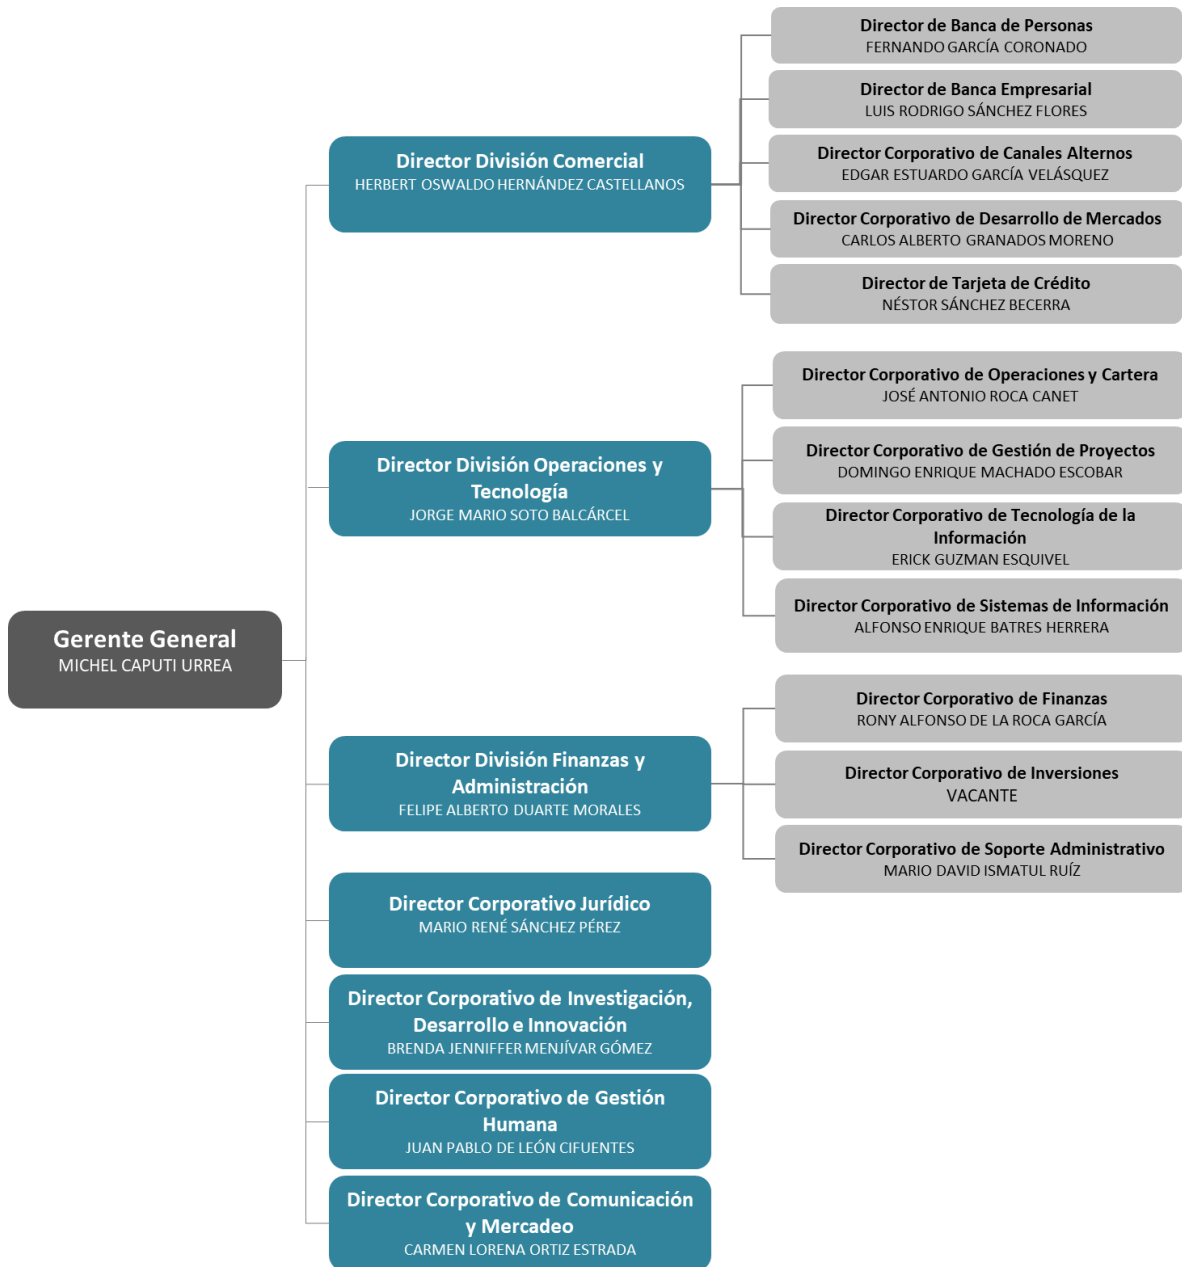 Gerente General
MICHEL CAPUTI URREA
Director División Comercial
HERBERT OSWALDO HERNÁNDEZ CASTELLANOS
Director de Banca de Personas
FERNANDO GARCÍA CORONADO
Director de Banca Empresarial
LUIS RODRIGO SÁNCHEZ FLORES
Director Corporativo de Canales Alternos
EDGAR ESTUARDO GARCÍA VELÁSQUEZ
Director Corporativo de Desarrollo de Mercados
CARLOS ALBERTO GRANADOS MORENO
Director de Tarjeta de Crédito
NÉSTOR SÁNCHEZ BECERRA
Director División Operaciones y
Tecnología
JORGE MARIO SOTO BALCÁRCEL
Director Corporativo de Operaciones y Cartera
JOSÉ ANTONIO ROCA CANET
Director Corporativo de Gestión de Proyectos
DOMINGO ENRIQUE MACHADO ESCOBAR
Director Corporativo de Tecnología de la
Información
ERICK GUZMAN ESQUIVEL
Director Corporativo de Sistemas de Información
ALFONSO ENRIQUE BATRES HERRERA
Director División Finanzas y
Administración
FELIPE ALBERTO DUARTE MORALES
Director Corporativo de Finanzas
RONY ALFONSO DE LA ROCA GARCÍA
Director Corporativo de Inversiones
VACANTE
Director Corporativo de Soporte Administrativo
MARIO DAVID ISMATUL RUÍZ
Director Corporativo Jurídico
MARIO RENÉ SÁNCHEZ PÉREZ
Director Corporativo de Investigación,
Desarrollo e Innovación
BRENDA JENNIFFER MENJÍVAR GÓMEZ
Director Corporativo de Gestión
Humana
JUAN PABLO DE LEÓN CIFUENTES
Director Corporativo de Comunicación
y Mercadeo
CARMEN LORENA ORTIZ ESTRADA